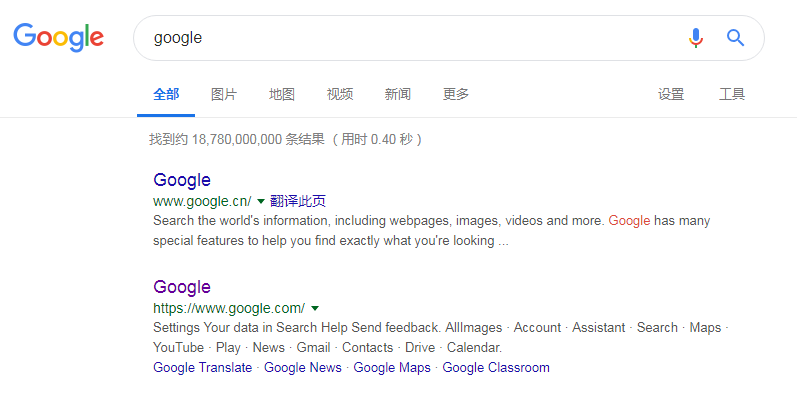 Google google
全部 图片 地图 视频 新闻 更多 设置 工具
找到约 18,780,000,000 条结果 （用时 0.40 秒）
Google
www.google.cn/ 翻译此页
Search the world's information, including webpages, images, videos and more. Google has many
special features to help you find exactly what you're looking ...
Google
https://www.google.com/
Settings Your data in Search Help Send feedback. AllImages · Account · Assistant · Search · Maps ·
YouTube · Play · News · Gmail · Contacts · Drive · Calendar.
Google Translate · Google News · Google Maps · Google Classroom